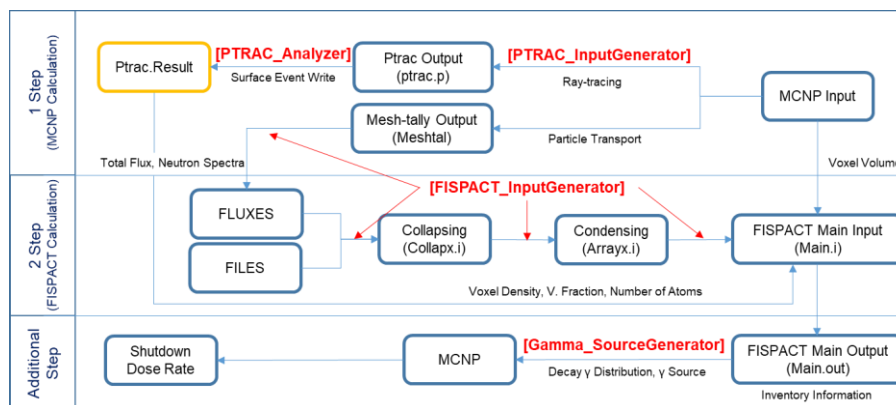 1 Step
(MCNP Calculation)
Ptrac.Result
[PTRAC_Analyzer]
Surface Event Write
Ptrac Output
(ptrac.p)
[PTRAC_InputGenerator]
Ray-tracing
MCNP Input
Mesh-tally Output
(Meshtal)
Particle Transport
Total Flux, Neutron Spectra
Voxel Volume
2 Step
(FISPACT Calculation)
[FISPACT_InputGenerator]
FLUXES
FILES
Collapsing
(Collapx.i)
Condensing
(Arrayx.i)
FISPACT Main Input
(Main.i)
Voxel Density, V. Fraction, Number of Atoms
Additional
Step
Shutdown
Dose Rate
MCNP
[Gamma_SourceGenerator]
Decay γ Distribution, γ Source
FISPACT Main Output
(Main.out)
Inventory Information